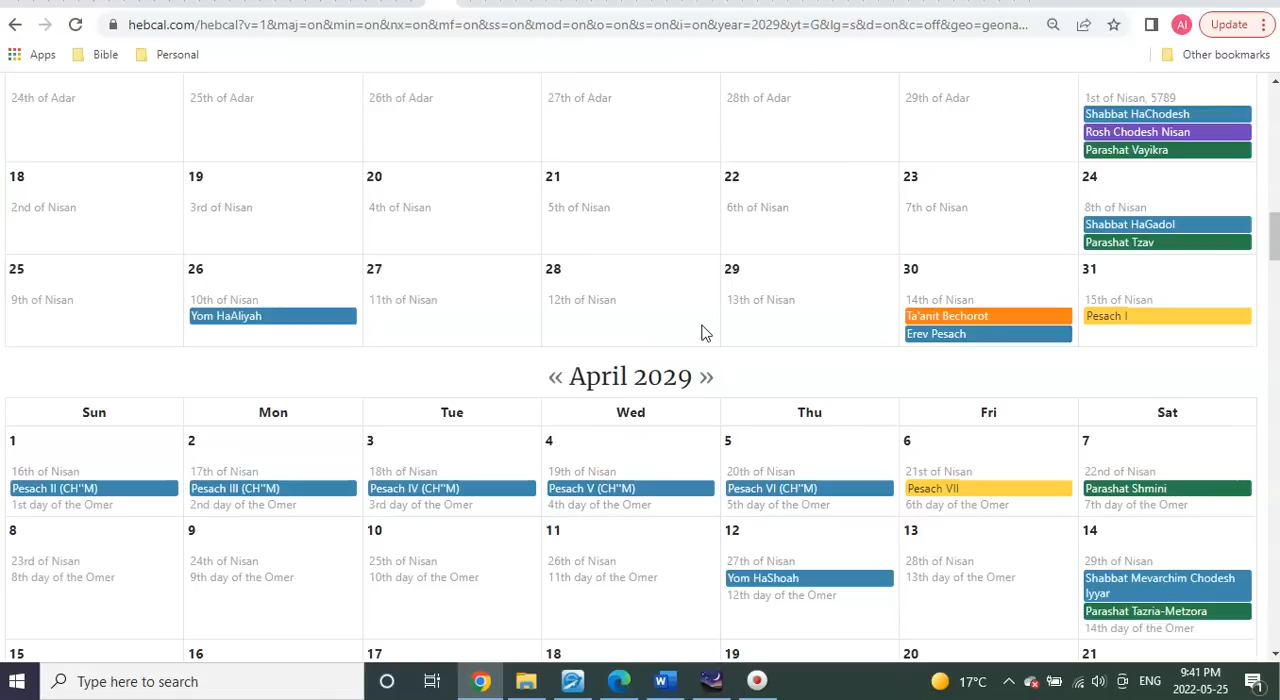 hebcal.com/hebcal?v=1&maj=on&min=on&nx=on&mf=on&ss=on&mod=on&o=on&s=on&i=on&year=2029&yt=G&lg=s&d=on&c=off&geo=geona...
AI
Update
Apps Bible Personal Other bookmarks
24th of Adar 25th of Adar 26th of Adar 27th of Adar 28th of Adar 29th of Adar 1st of Nisan, 5789
Shabbat HaChodesh
Rosh Chodesh Nisan
Parashat Vayikra
18 19 20 21 22 23 24
2nd of Nisan 3rd of Nisan 4th of Nisan 5th of Nisan 6th of Nisan 7th of Nisan 8th of Nisan
Shabbat HaGadol
Parashat Tzav
25 26 27 28 29 30 31
9th of Nisan 10th of Nisan 11th of Nisan 12th of Nisan 13th of Nisan 14th of Nisan 15th of Nisan
Yom HaAliyah Ta'anit Bechorot Pesach I
Erev Pesach
« April 2029 »
Sun Mon Tue Wed Thu Fri Sat
1 2 3 4 5 6 7
16th of Nisan 17th of Nisan 18th of Nisan 19th of Nisan 20th of Nisan 21st of Nisan 22nd of Nisan
Pesach II (CH''M) Pesach III (CH''M) Pesach IV (CH''M) Pesach V (CH''M) Pesach VI (CH''M) Pesach VII Parashat Shmini
1st day of the Omer 2nd day of the Omer 3rd day of the Omer 4th day of the Omer 5th day of the Omer 6th day of the Omer 7th day of the Omer
8 9 10 11 12 13 14
23rd of Nisan 24th of Nisan 25th of Nisan 26th of Nisan 27th of Nisan 28th of Nisan 29th of Nisan
8th day of the Omer 9th day of the Omer 10th day of the Omer 11th day of the Omer Yom HaShoah 13th day of the Omer Shabbat Mevarchim Chodesh
Iyyar
12th day of the Omer
Parashat Tazria-Metzora
14th day of the Omer
15 16 17 18 19 20 21
Type here to search
17°C
ENG
9:41 PM
2022-05-25
1